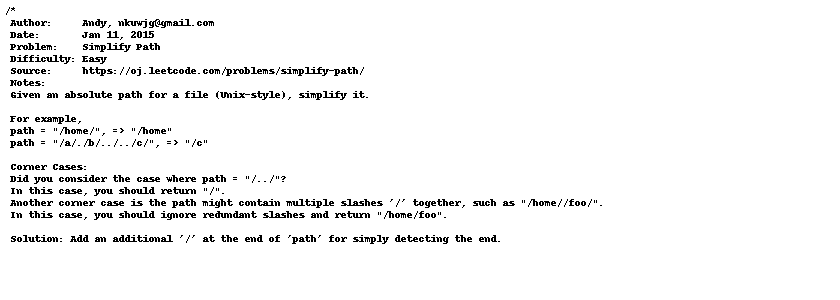 /*
Author: Andy, nkuwjg@gmail.com
Date: Jan 11, 2015
Problem: Simplify Path
Difficulty: Easy
Source: https://oj.leetcode.com/problems/simplify-path/
Notes:
Given an absolute path for a file (Unix-style), simplify it.
For example,
path = "/home/", => "/home"
path = "/a/./b/../../c/", => "/c"
Corner Cases:
Did you consider the case where path = "/../"?
In this case, you should return "/".
Another corner case is the path might contain multiple slashes '/' together, such as "/home//foo/".
In this case, you should ignore redundant slashes and return "/home/foo".
Solution: Add an additional '/' at the end of 'path' for simply detecting the end.